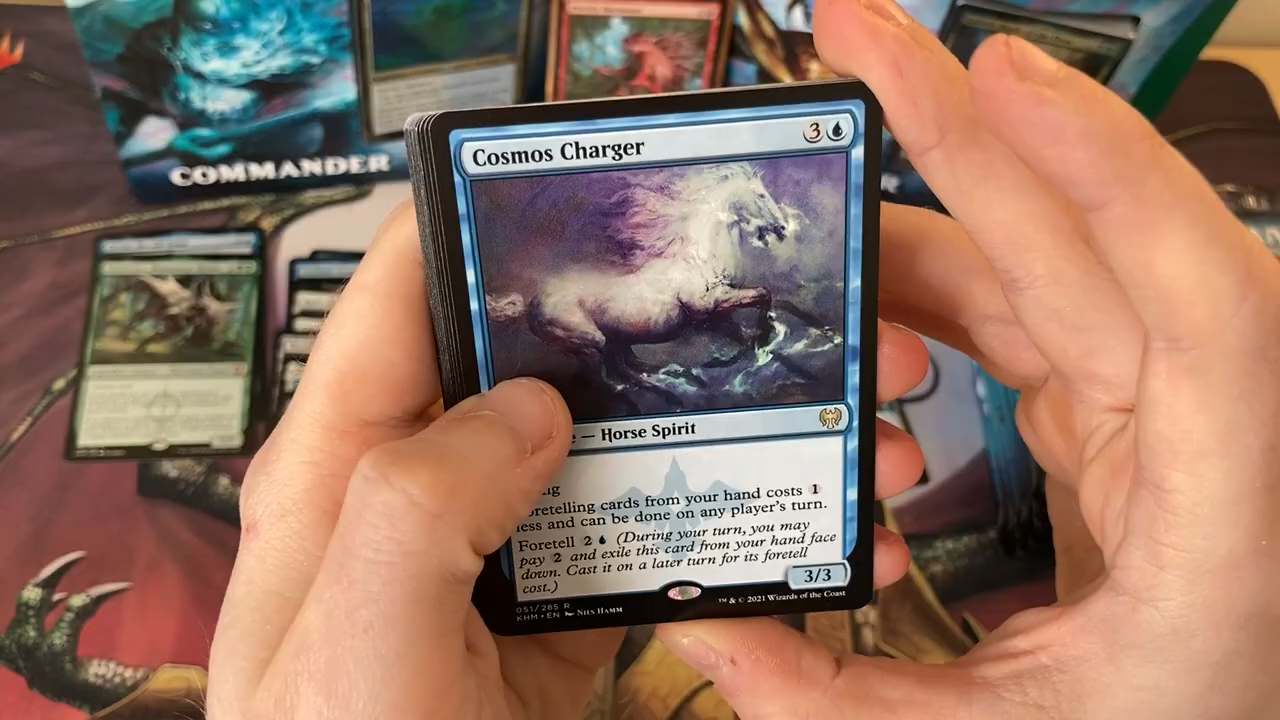 COMMANDER
Cosmos Charger
3
— Horse Spirit
retelling cards from your hand costs 1
less and can be done on any player's turn.
Foretell 2 (During your turn, you may
pay 2 and exile this card from your hand face
down. Cast it on a later turn for its foretell
cost.)
3/3
051/285 R
KHM • EN NILS HAMM
™ & © 2021 Wizards of the Coast